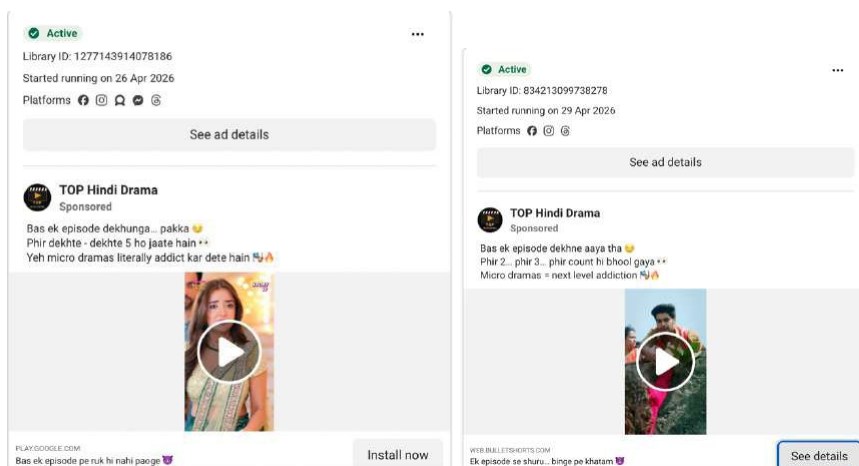 Active
Library ID: 1277143914078186
Started running on 26 Apr 2026
Platforms
See ad details
TOP Hindi Drama
Sponsored
Bas ek episode dekhunga... pakka 😏
Phir dekhte - dekhte 5 ho jaate hain 👀
Yeh micro dramas literally addict kar dete hain 🎭🔥
PLAY.GOOGLE.COM
Bas ek episode pe ruk hi nahi paoge 😈
Install now
Active
Library ID: 834213099738278
Started running on 29 Apr 2026
Platforms
See ad details
TOP Hindi Drama
Sponsored
Bas ek episode dekhne aaya tha 😏
Phir 2... phir 3... phir count hi bhool gaya 👀
Micro dramas = next level addiction 🎭🔥
WEB.BULLETSHORTS.COM
Ek episode se shuru... binge pe khatam 😈
See details